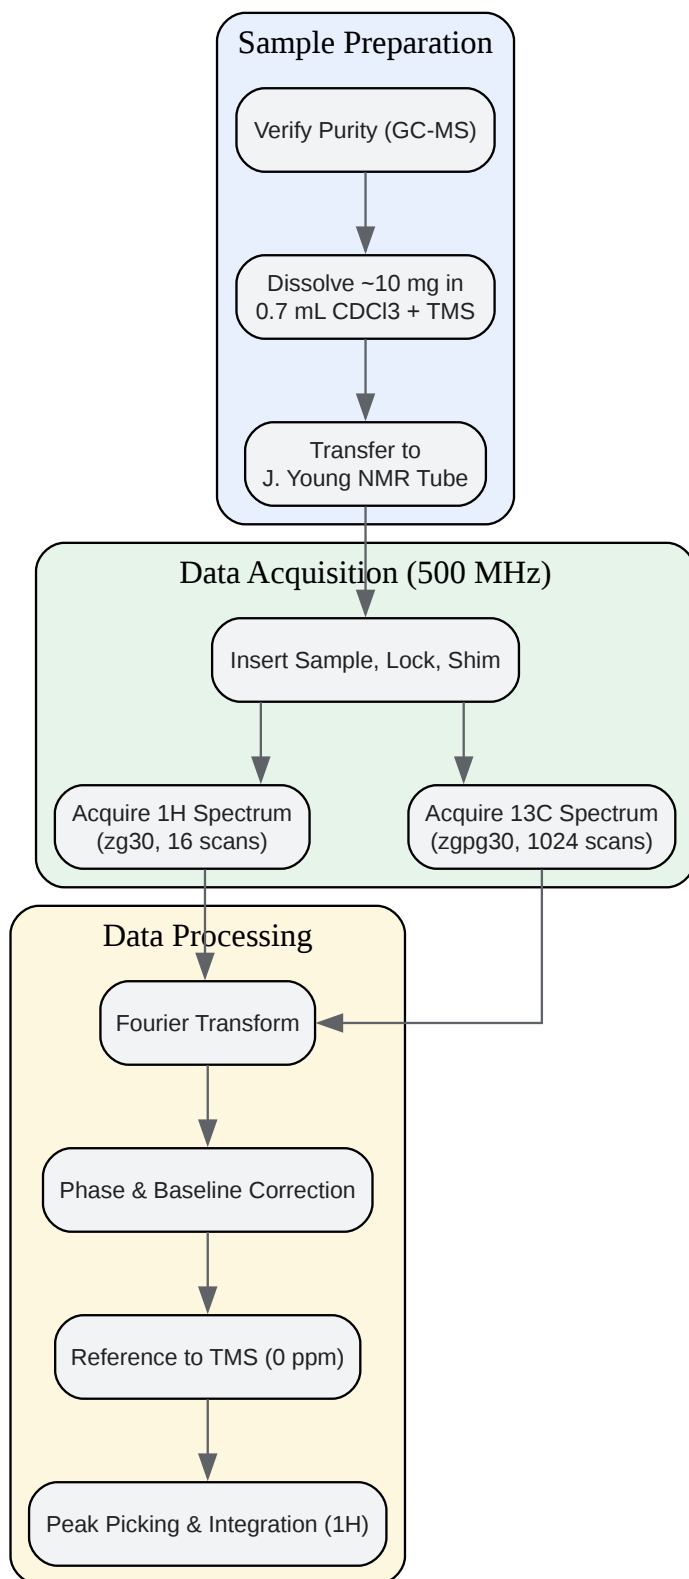 Sample Preparation
Verify Purity (GC-MS)
Dissolve ~10 mg in
0.7 mL CDCl3 + TMS
Transfer to
J. Young NMR Tube
Data Acquisition (500 MHz)
Insert Sample, Lock, Shim
Acquire 1H Spectrum
(zg30, 16 scans)
Acquire 13C Spectrum
(zgpg30, 1024 scans)
Data Processing
Fourier Transform
Phase & Baseline Correction
Reference to TMS (0 ppm)
Peak Picking & Integration (1H)